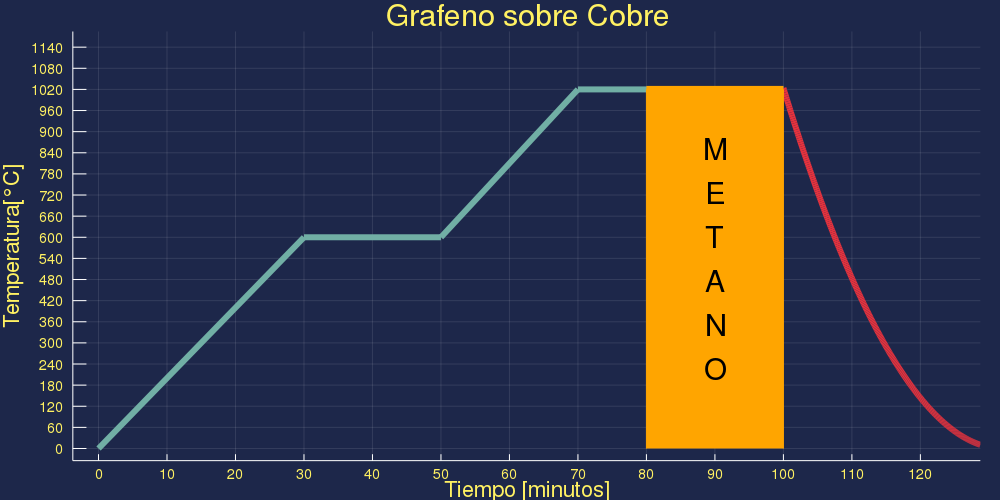 Grafeno sobre Cobre
Temperatura[°C]
1140
1080
1020
960
900
840
780
720
660
600
540
480
420
360
300
240
180
120
60
0
M
E
T
A
N
O
0 10 20 30 40 50 60 70 80 90 100 110 120
Tiempo [minutos]